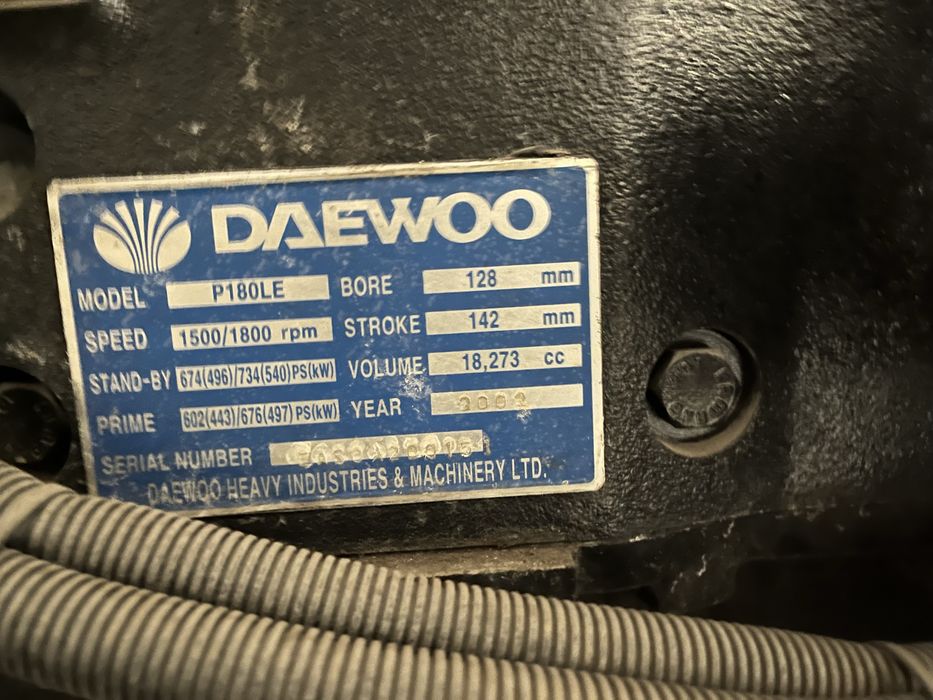 DAEWOO
MODEL P180LE BORE 128 mm
SPEED 1500/1800 rpm STROKE 142 mm
STAND-BY 674(496)/734(540)PS(kW) VOLUME 18,273 cc
PRIME 602(443)/676(497)PS(kW) YEAR
SERIAL NUMBER
DAEWOO HEAVY INDUSTRIES & MACHINERY LTD.